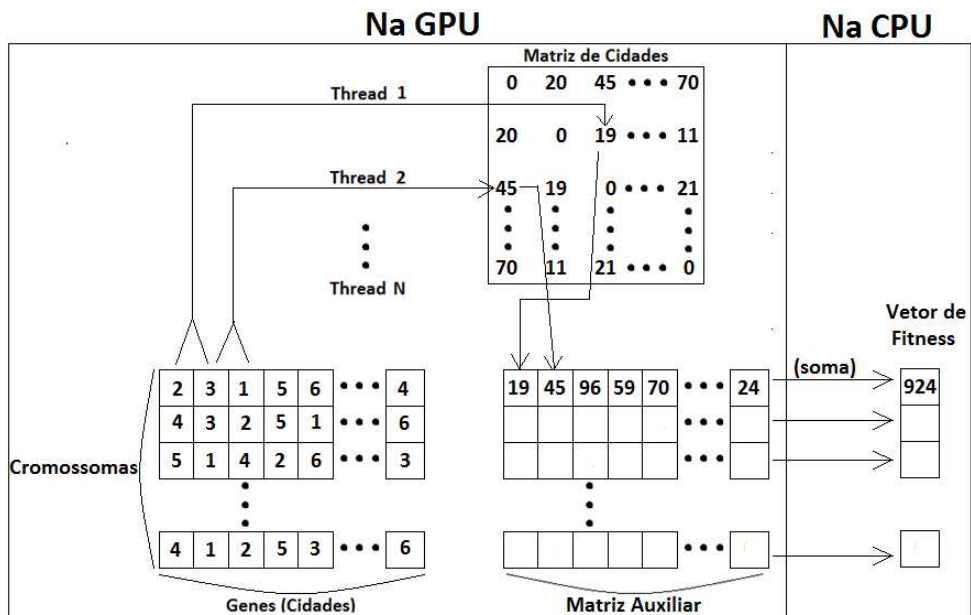 Na GPU
Na CPU
Matriz de Cidades
0 20 45 ••• 70
Thread 1
20 0 19 ••• 11
Thread 2
45 19 0 ••• 21
70 11 21 ••• 0
Thread N
Vetor de
Fitness
(soma)
2 3 1 5 6 ••• 4
19 45 96 59 70 ••• 24
924
4 3 2 5 1 ••• 6
5 1 4 2 6 ••• 3
Cromossomas
4 1 2 5 3 ••• 6
Genes (Cidades)
Matriz Auxiliar